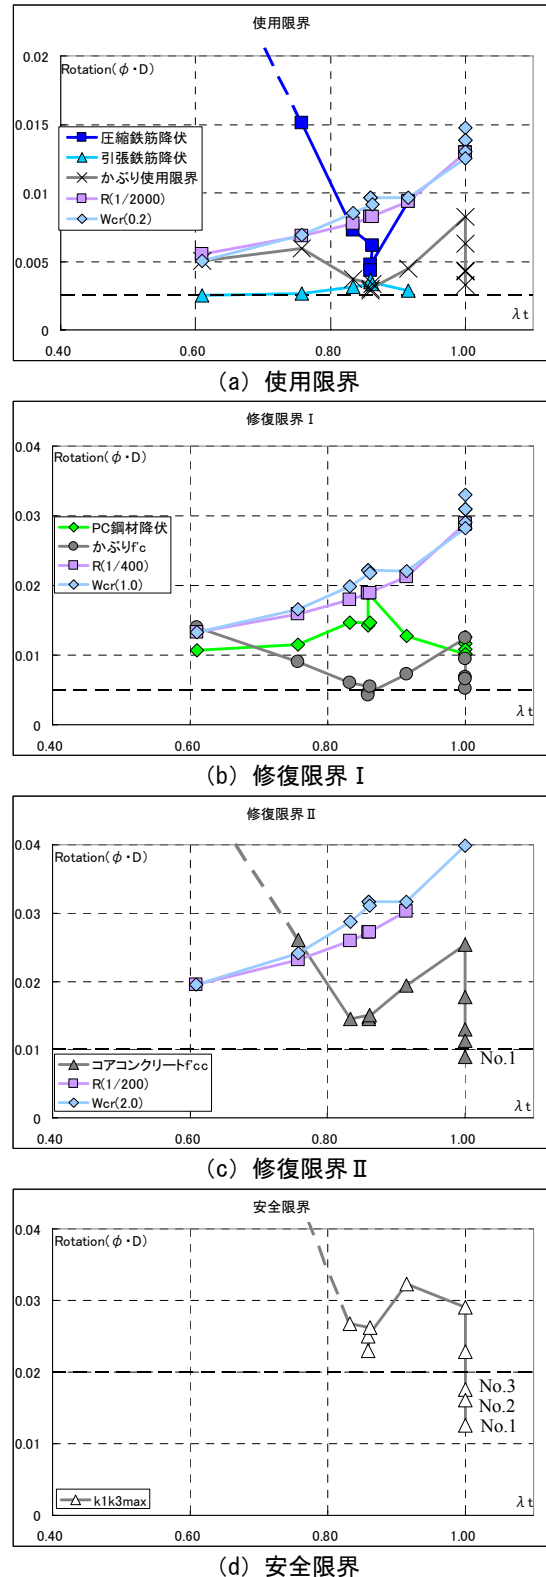 使用限界
0.02
Rotation(φ・D)
0.015
圧縮鉄筋降伏
引張鉄筋降伏
かぶり使用限界
R(1/2000)
Wcr(0.2)
0.01
0.005
0
λt
0.40 0.60 0.80 1.00
(a) 使用限界
修復限界Ⅰ
0.04
Rotation(φ・D)
0.03
PC鋼材降伏
かぶりf'c
R(1/400)
Wcr(1.0)
0.02
0.01
0
λt
0.40 0.60 0.80 1.00
(b) 修復限界Ⅰ
修復限界Ⅱ
0.04
Rotation(φ・D)
0.03
0.02
0.01
コアコンクリートf'cc
No.1
R(1/200)
Wcr(2.0)
0
λt
0.40 0.60 0.80 1.00
(c) 修復限界Ⅱ
安全限界
0.04
Rotation(φ・D)
0.03
0.02
No.3
No.2
No.1
0.01
k1k3max
0
λt
0.40 0.60 0.80 1.00
(d) 安全限界